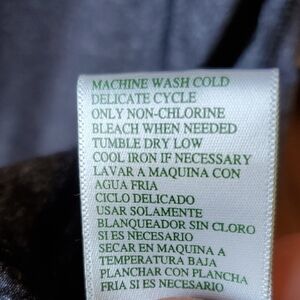 MACHINE WASH COLD
DELICATE CYCLE
ONLY NON-CHLORINE
BLEACH WHEN NEEDED
TUMBLE DRY LOW
COOL IRON IF NECESSARY
LAVAR A MAQUINA CON
AGUA FRIA
CICLO DELICADO
USAR SOLAMENTE
BLANQUEADOR SIN CLORO
SI ES NECESARIO
SECAR EN MAQUINA A
TEMPERATURA BAJA
PLANCHAR CON PLANCHA
FRIA SI ES NECESARIO